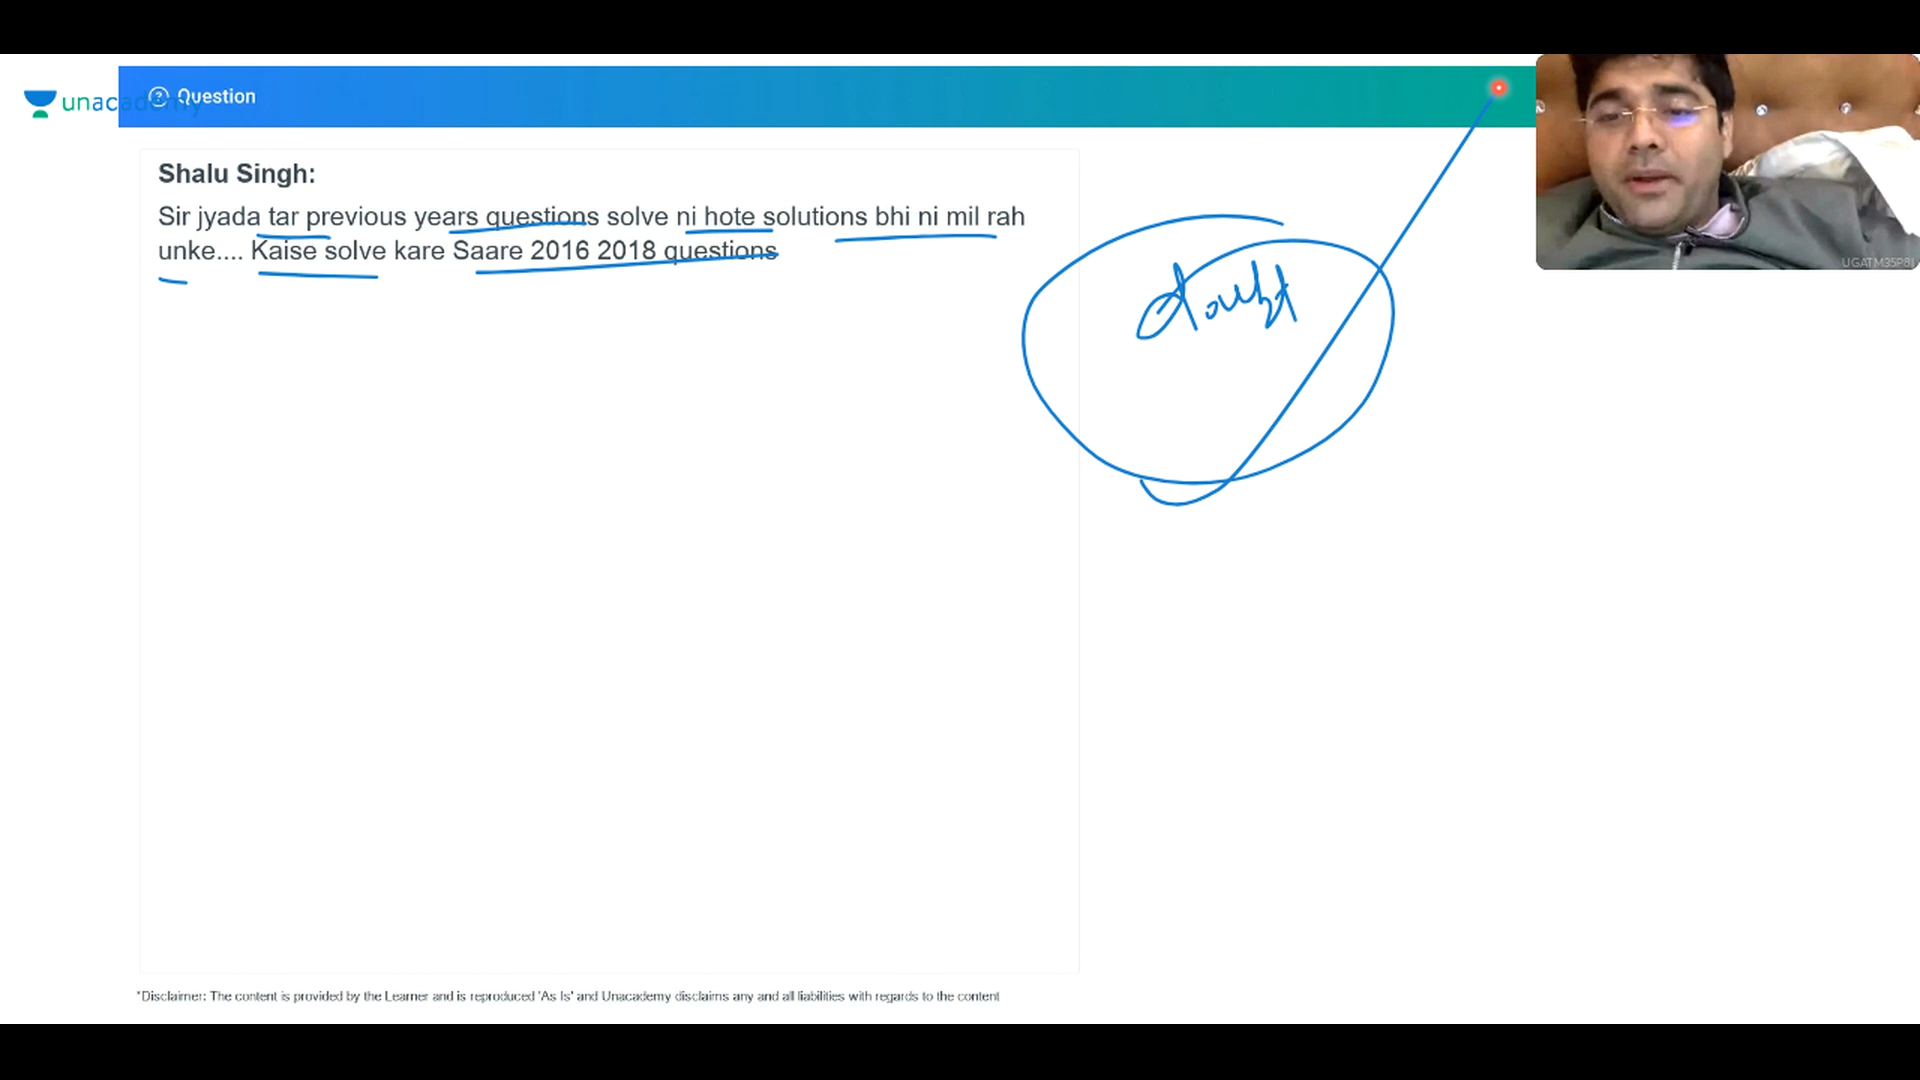 unacademy
Question
Shalu Singh:
Sir jyada tar previous years questions solve ni hote solutions bhi ni mil rah
unke.... Kaise solve kare Saare 2016 2018 questions
doubt
UGATM35P8I
*Disclaimer: The content is provided by the Learner and is reproduced 'As Is' and Unacademy disclaims any and all liabilities with regards to the content